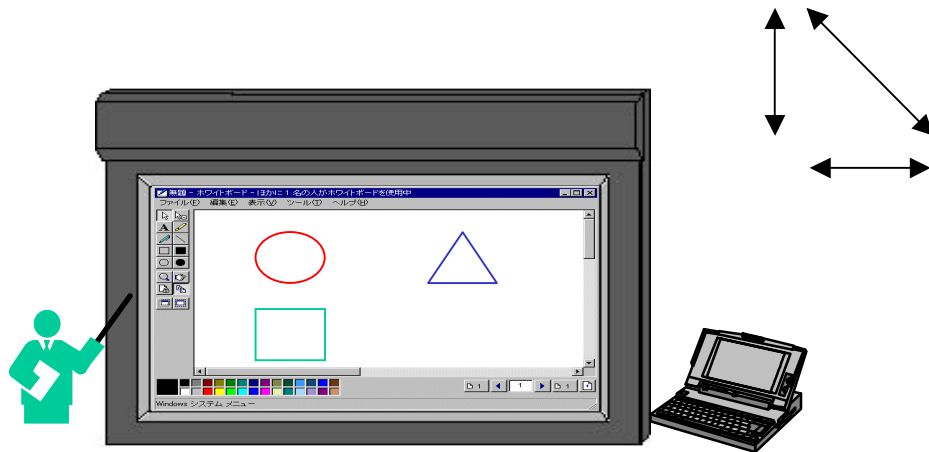 無題 - ホワイトボード - ほかに 1 名の人がホワイトボードを使用中
ファイル(F) 編集(E) 表示(V) ツール(T) ヘルプ(H)
A
1 1 1
Windows システム メニュー